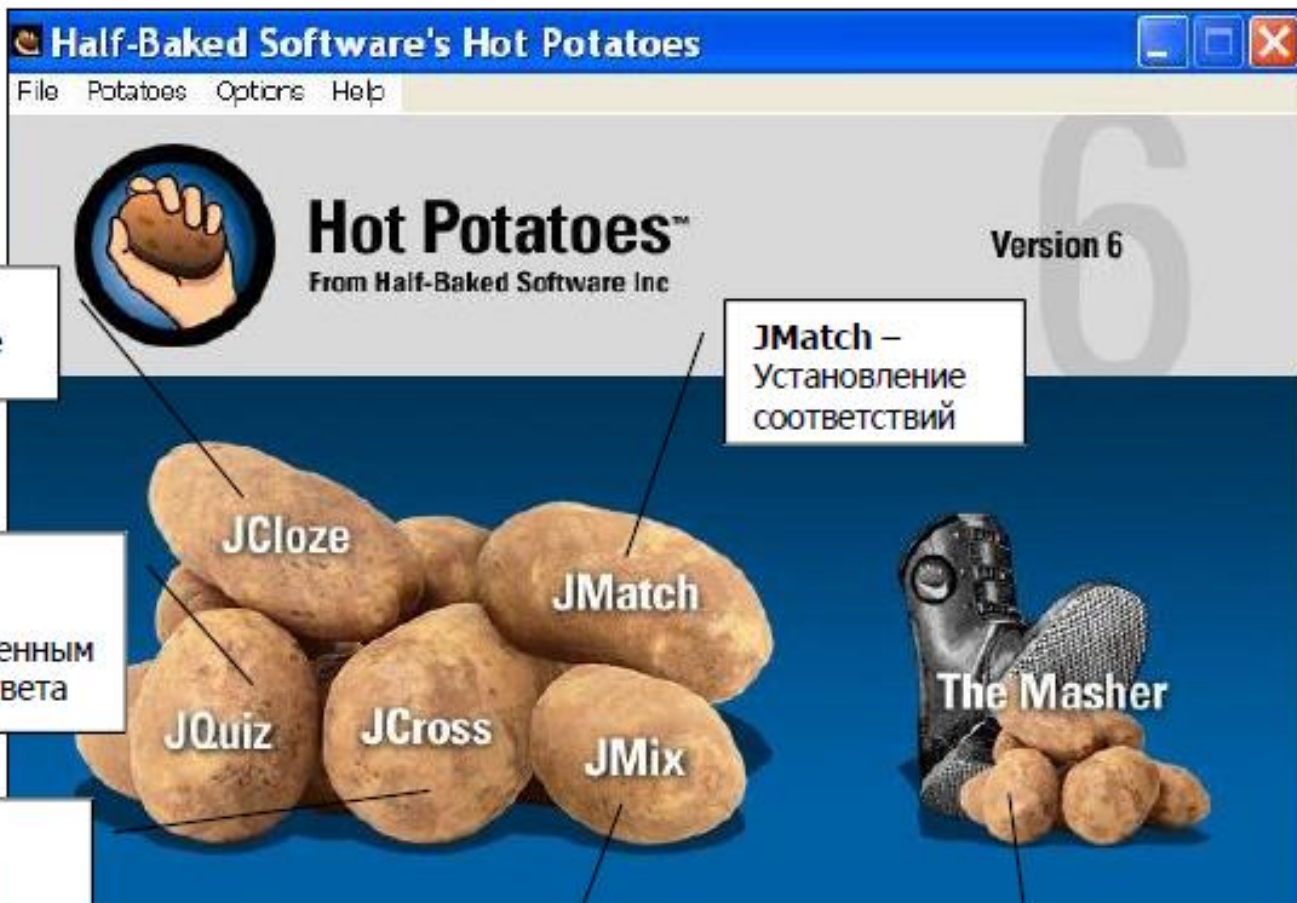 Half-Baked Software's Hot Potatoes
File Potatoes Options Help
6
Hot Potatoes™
From Half-Baked Software Inc
Version 6
JMatch –
Установление
соответствий
JCloze
JMatch
JQuiz
JCross
JMix
The Masher